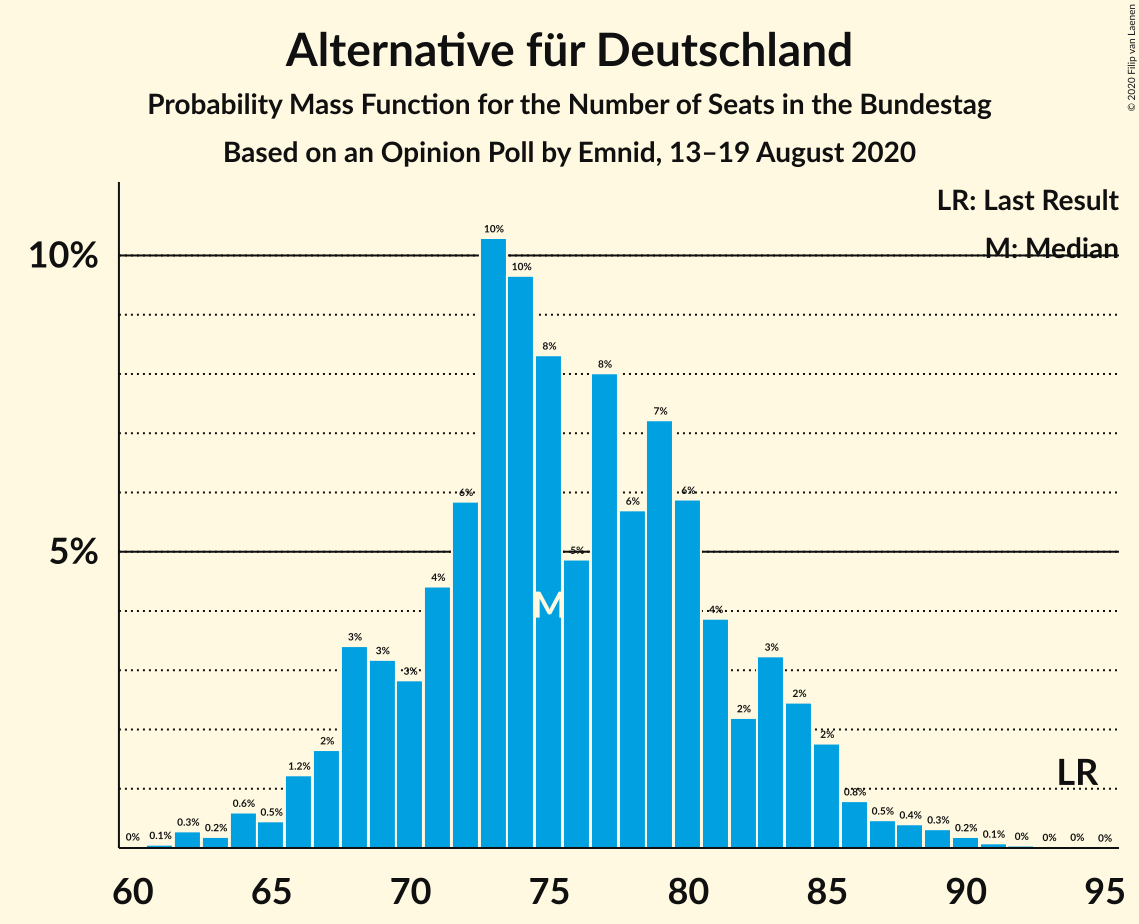 Alternative für Deutschland
Probability Mass Function for the Number of Seats in the Bundestag
Based on an Opinion Poll by Emnid, 13–19 August 2020
© 2020 Filip van Laenen
LR: Last Result
M: Median
10%
5%
0% 0.1% 0.3% 0.2% 0.6% 0.5% 1.2% 2% 3% 3% 3% 4% 6% 10% 10% 8% 5% 8% 6% 7% 6% 4% 2% 3% 2% 2% 0.8% 0.5% 0.4% 0.3% 0.2% 0.1% 0% 0% 0% 0%
M
LR
60 65 70 75 80 85 90 95